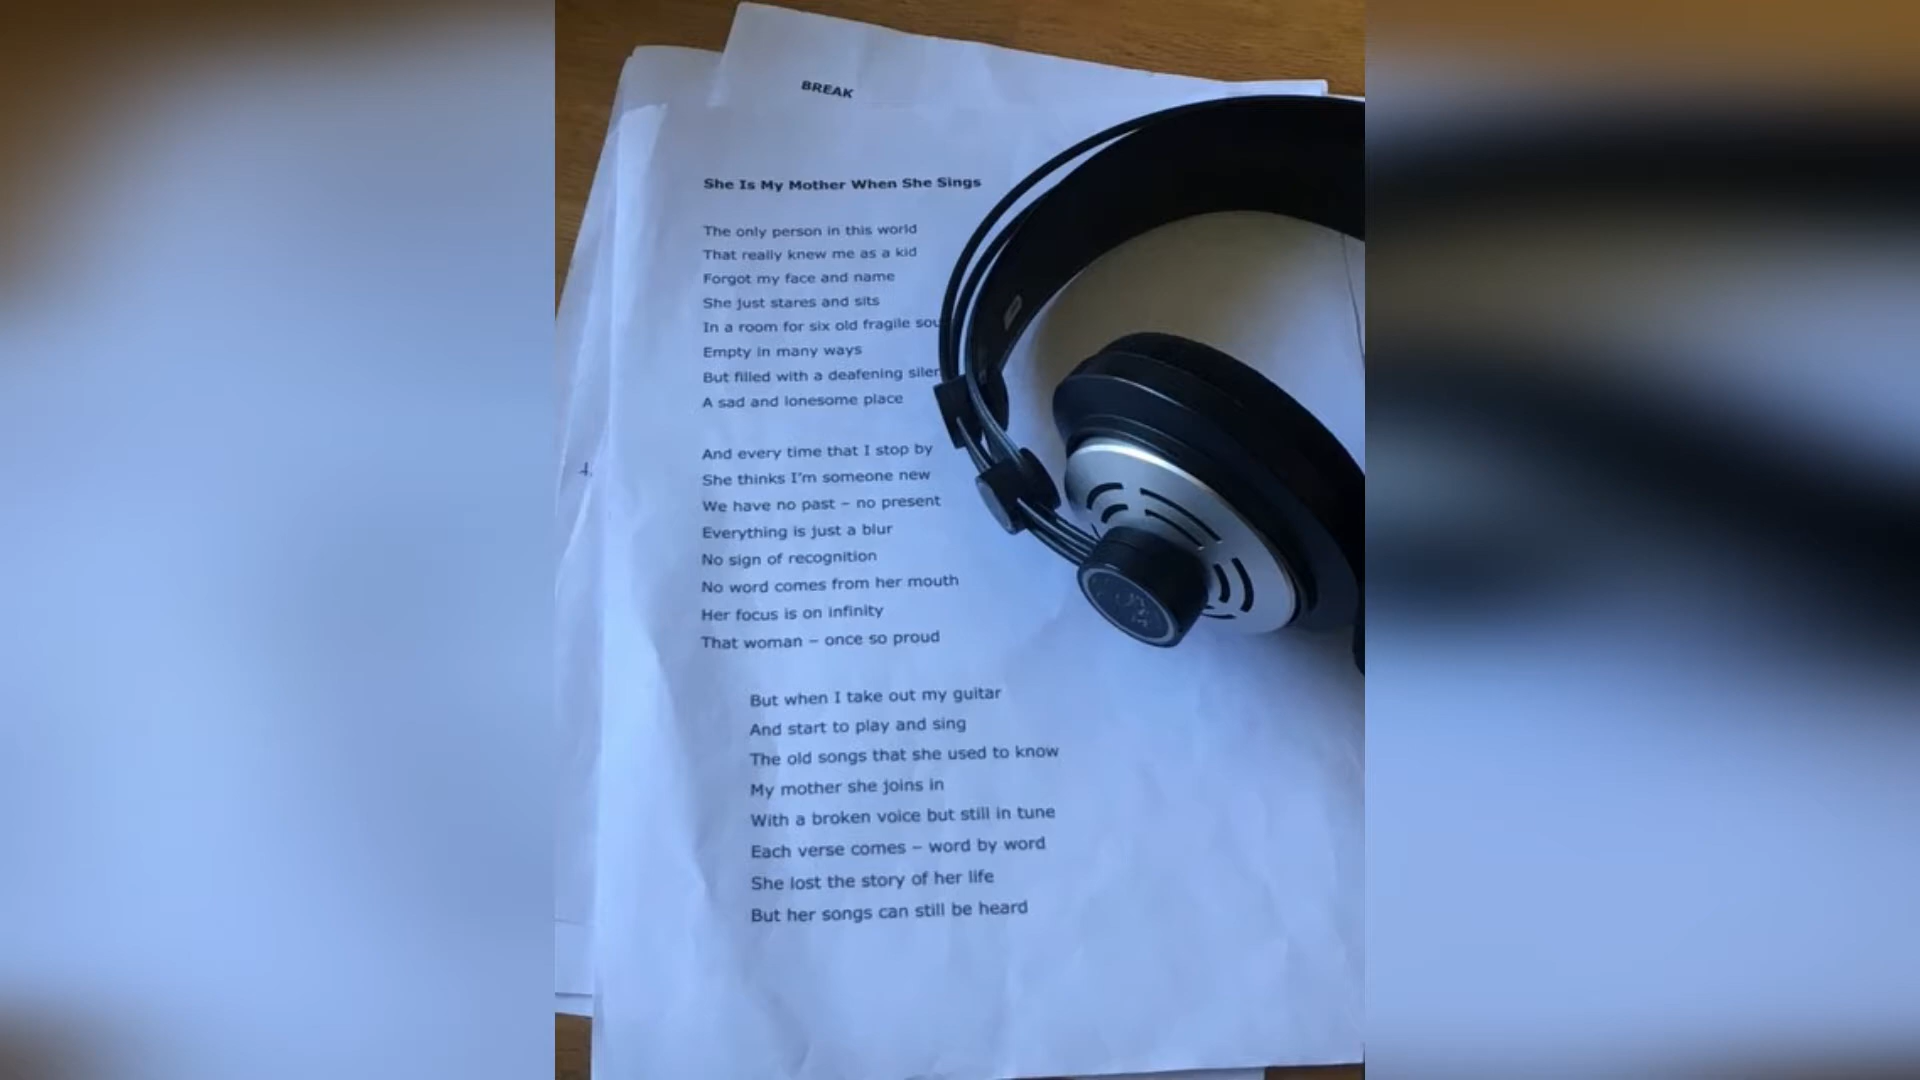 BREAK
She Is My Mother When She Sings
The only person in this world
That really knew me as a kid
Forgot my face and name
She just stares and sits
In a room for six old fragile
Empty in many ways
But filled with a deafening
A sad and lonesome place
And every time that I stop by
She thinks I'm someone new
We have no past – no present
Everything is just a blur
No sign of recognition
No word comes from her mouth
Her focus is on infinity
That woman – once so proud
But when I take out my guitar
And start to play and sing
The old songs that she used to know
My mother she joins in
With a broken voice but still in tune
Each verse comes – word by word
She lost the story of her life
But her songs can still be heard